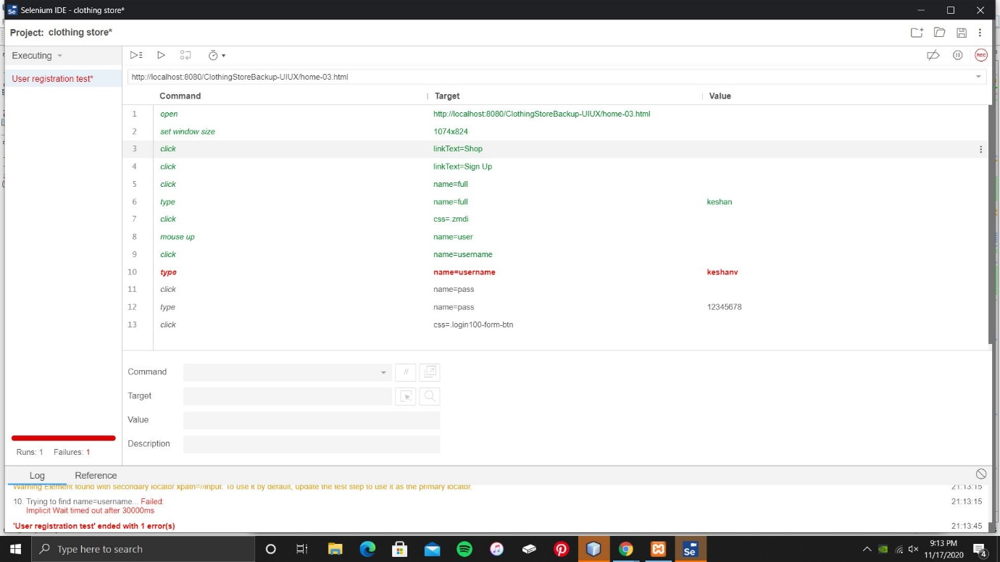 Selenium IDE - clothing store*
Project: clothing store*
Executing
REC
User registration test*
http://localhost:8080/ClothingStoreBackup-UIUX/home-03.html
Command Target Value
1 open http://localhost:8080/ClothingStoreBackup-UIUX/home-03.html
2 set window size 1074x824
3 click linkText=Shop
4 click linkText=Sign Up
5 click name=full
6 type name=full keshan
7 click css=.zmdi
8 mouse up name=user
9 click name=username
10 type name=username keshanv
11 click name=pass
12 type name=pass 12345678
13 click css=.login100-form-btn
Command //
Target
Value
Description
Runs: 1 Failures: 1
Log Reference
Warning Element found with secondary locator xpath=//input. To use it by default, update the test step to use it as the primary locator. 21:13:15
10. Trying to find name=username... Failed: 21:13:15
Implicit Wait timed out after 30000ms
'User registration test' ended with 1 error(s) 21:13:45
Type here to search
Se
9:13 PM
11/17/2020
4